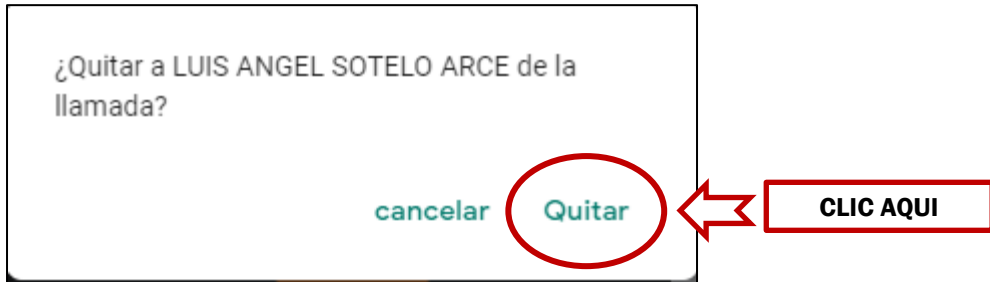 ¿Quitar a LUIS ANGEL SOTELO ARCE de la
llamada?
cancelar Quitar
CLIC AQUI